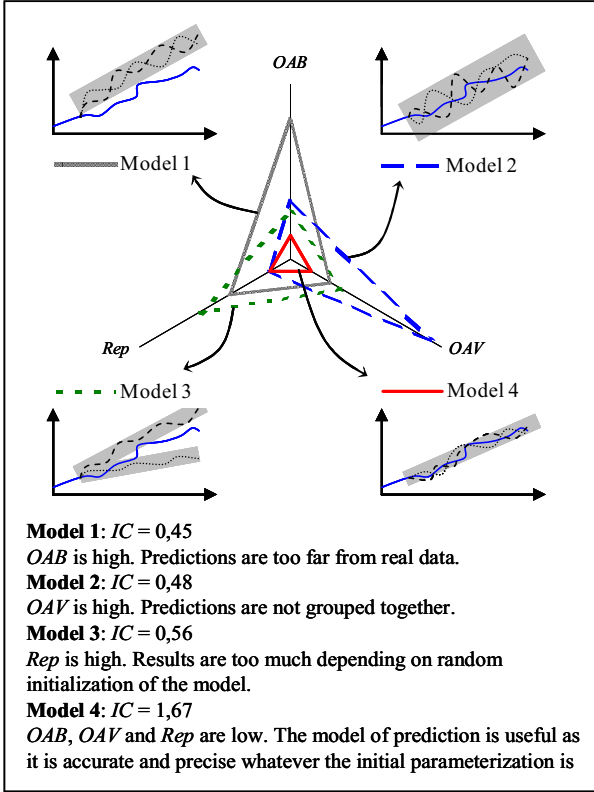 OAB
Model 1
Model 2
Rep
OAV
Model 3
Model 4
Model 1: IC = 0,45
OAB is high. Predictions are too far from real data.
Model 2: IC = 0,48
OAV is high. Predictions are not grouped together.
Model 3: IC = 0,56
Rep is high. Results are too much depending on random
initialization of the model.
Model 4: IC = 1,67
OAB, OAV and Rep are low. The model of prediction is useful as
it is accurate and precise whatever the initial parameterization is